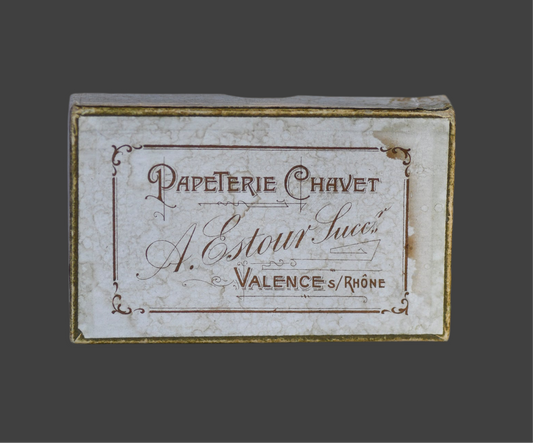 PAPETERIE CHAVET
A. Estour Succr
VALENCE S/RHÔNE